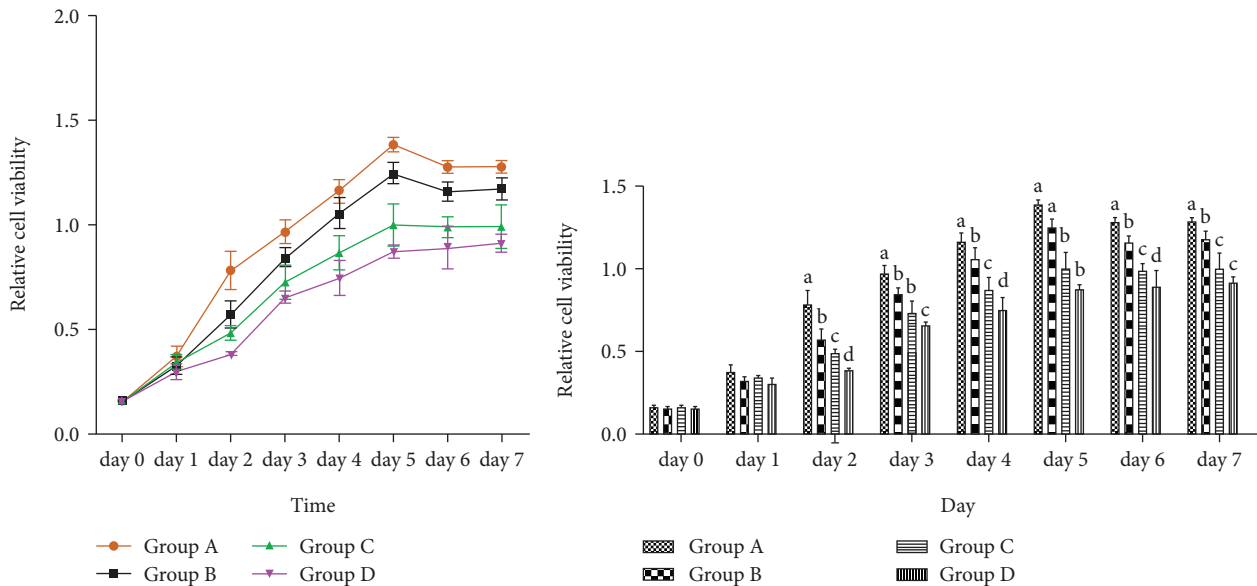 2.0
1.5
1.0
0.5
0.0
Relative cell viability
day 0 day 1 day 2 day 3 day 4 day 5 day 6 day 7
Time
Group A
Group B
Group C
Group D
1.5
1.0
0.5
0.0
Relative cell viability
a b c d
a b c c
a b c d
a a b b
a b c d
a b c c
day 0 day 1 day 2 day 3 day 4 day 5 day 6 day 7
Day
Group A
Group B
Group C
Group D